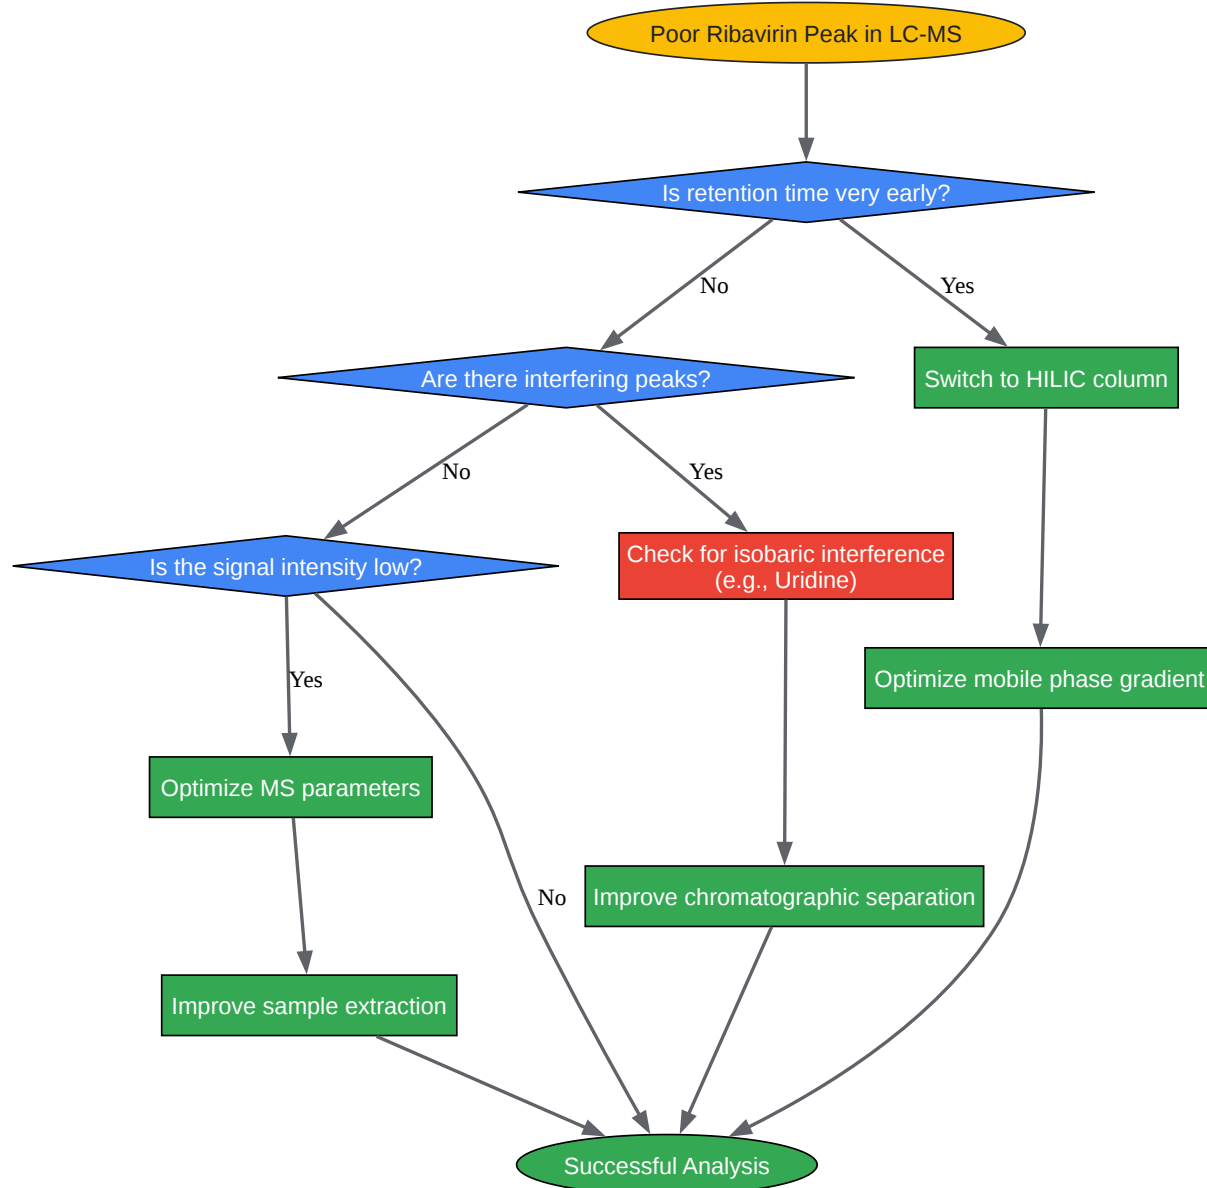 Poor Ribavirin Peak in LC-MS
Is retention time very early?
No
Yes
Are there interfering peaks?
Switch to HILIC column
No
Yes
Is the signal intensity low?
Check for isobaric interference
(e.g., Uridine)
Yes
Optimize mobile phase gradient
Optimize MS parameters
No
Improve chromatographic separation
Improve sample extraction
Successful Analysis